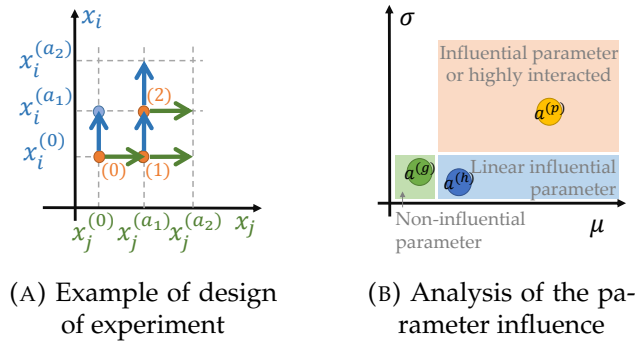 x_i
x_i^(a_2)
x_i^(a_1)
x_i^(0)
(2)
(0)
(1)
x_j^(0) x_j^(a_1) x_j^(a_2) x_j
(A) Example of design
of experiment
σ
Influential parameter
or highly interacted
a^(p)
a^(g)
a^(h)
Linear influential
parameter
Non-influential
parameter
μ
(B) Analysis of the pa-
rameter influence